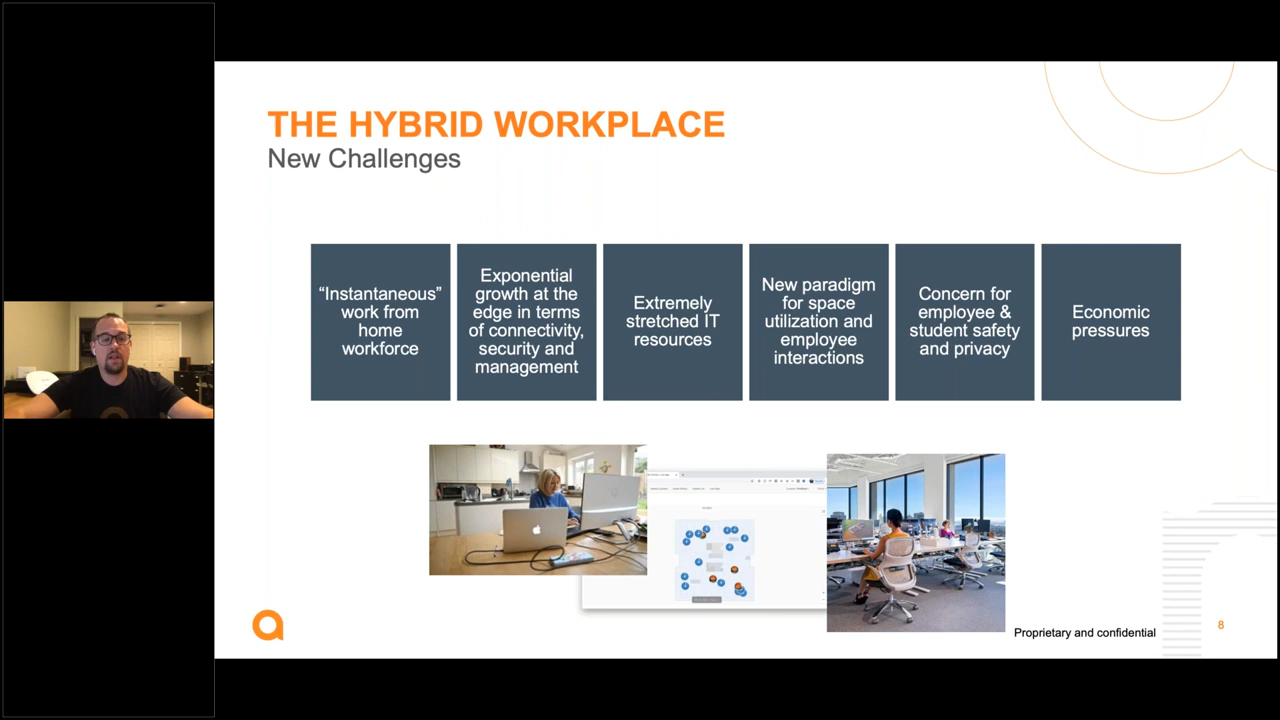 THE HYBRID WORKPLACE
New Challenges
“Instantaneous”
work from
home
workforce
Exponential
growth at the
edge in terms
of connectivity,
security and
management
Extremely
stretched IT
resources
New paradigm
for space
utilization and
employee
interactions
Concern for
employee &
student safety
and privacy
Economic
pressures
Proprietary and confidential
8